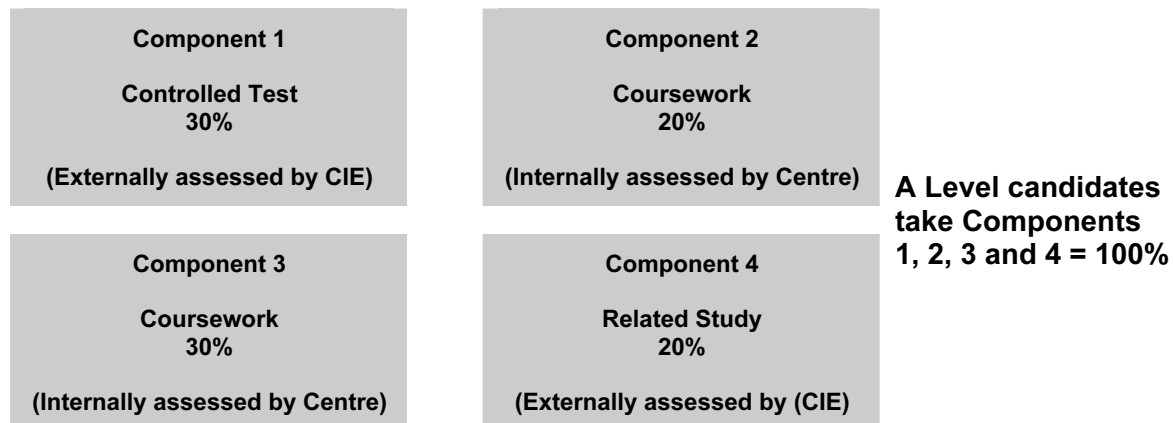 Component 1
Controlled Test
30%
(Externally assessed by CIE)
Component 2
Coursework
20%
(Internally assessed by Centre)
Component 3
Coursework
30%
(Internally assessed by Centre)
Component 4
Related Study
20%
(Externally assessed by (CIE)
A Level candidates
take Components
1, 2, 3 and 4 = 100%